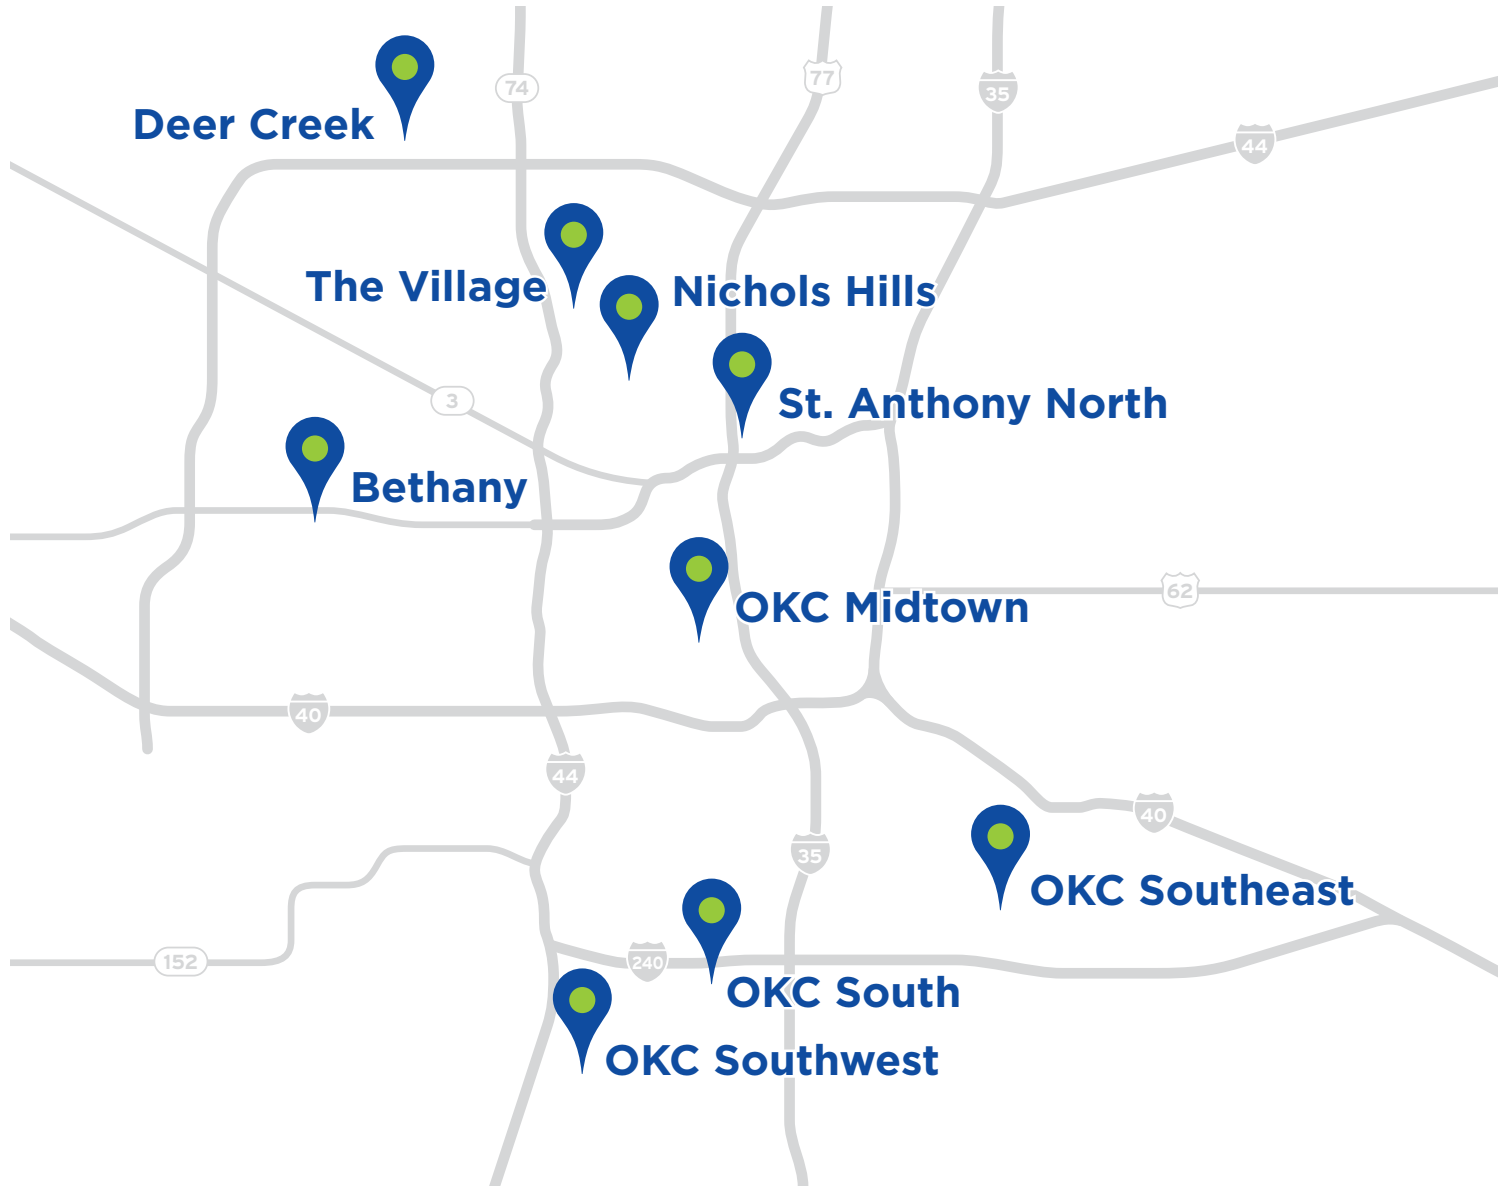 77
74
35
Deer Creek
44
The Village
Nichols Hills
3
St. Anthony North
Bethany
62
OKC Midtown
40
44
40
35
OKC Southeast
152
240
OKC South
OKC Southwest